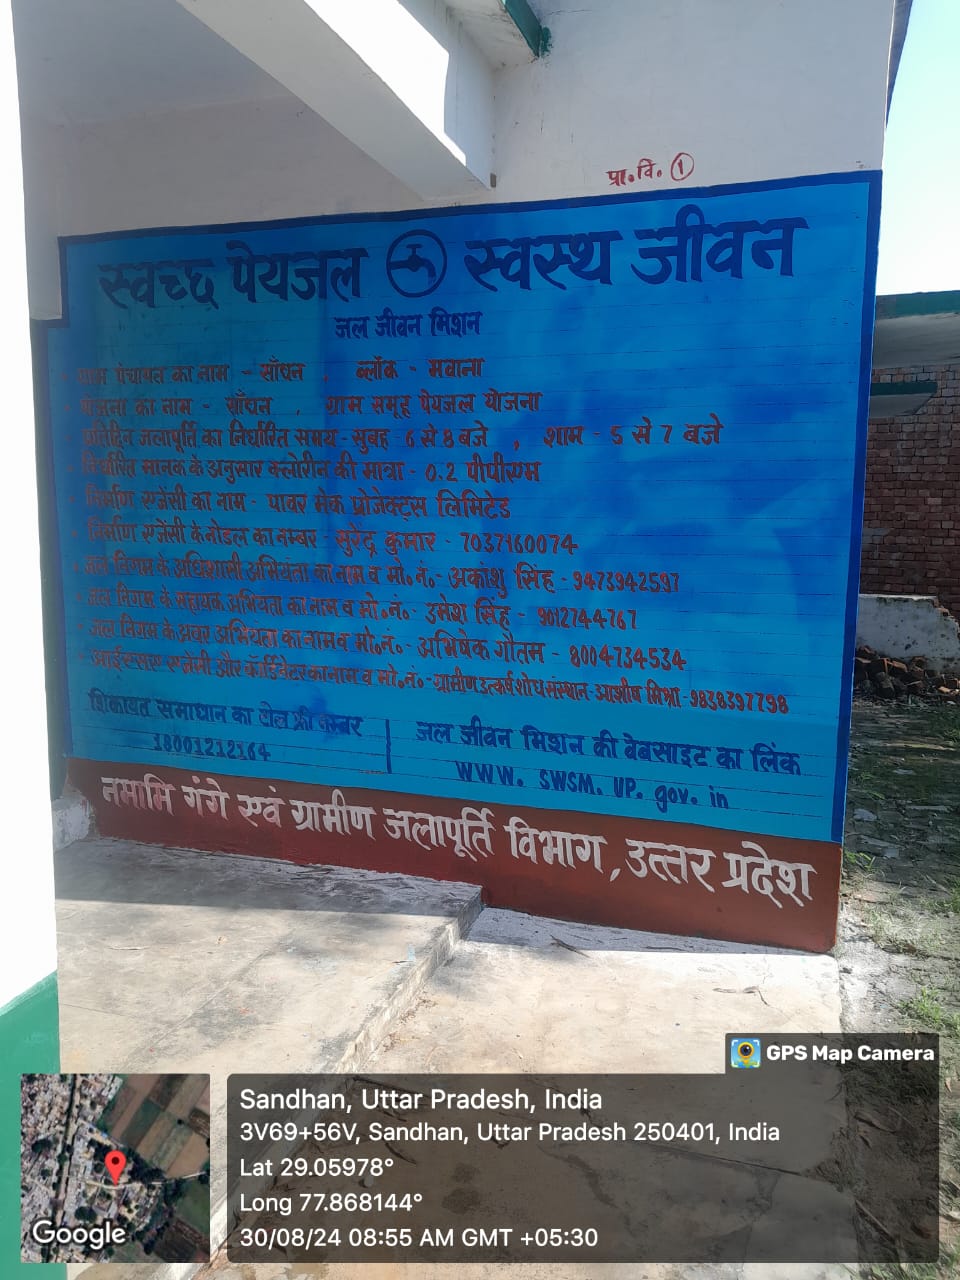 प्रा.वि. 1
स्वच्छ पेयजल स्वस्थ जीवन
जल जीवन मिशन
ग्राम पंचायत का नाम - साँधन , ब्लॉक - मवाना
योजना का नाम - साँधन , ग्राम समूह पेयजल योजना
प्रतिदिन जलापूर्ति का निर्धारित समय - सुबह - 6 से 8 बजे , शाम - 5 से 7 बजे
निर्धारित मानक के अनुसार क्लोरीन की मात्रा - 0.2 पीपीएम
निर्माण एजेंसी का नाम - पावर मेक प्रोजेक्ट्स लिमिटेड
निर्माण एजेंसी के नोडल का नम्बर - सुरेंद्र कुमार - 7037160074
जल निगम के अधिशासी अभियंता का नाम व मो.नं.- अकांशु सिंह - 9473942597
जल निगम के सहायक अभियंता का नाम व मो.नं.- उमेश सिंह - 9012744767
जल निगम के अवर अभियंता का नाम व मो.न.- अभिषेक गौतम - 8004734534
आईएसए एजेंसी और कार्डिनेटर का नाम व मो.नं.- ग्रामीण उत्कर्ष शोध संस्थान - आशीष मिश्रा - 9838397798
शिकायत समाधान का टोल फ्री नम्बर
18001212164
जल जीवन मिशन की वेबसाइट का लिंक
WWW. SWSM. UP. gov. in
नमामि गंगे एवं ग्रामीण जलापूर्ति विभाग, उत्तर प्रदेश
GPS Map Camera
Sandhan, Uttar Pradesh, India
3V69+56V, Sandhan, Uttar Pradesh 250401, India
Lat 29.05978°
Long 77.868144°
30/08/24 08:55 AM GMT +05:30
Google